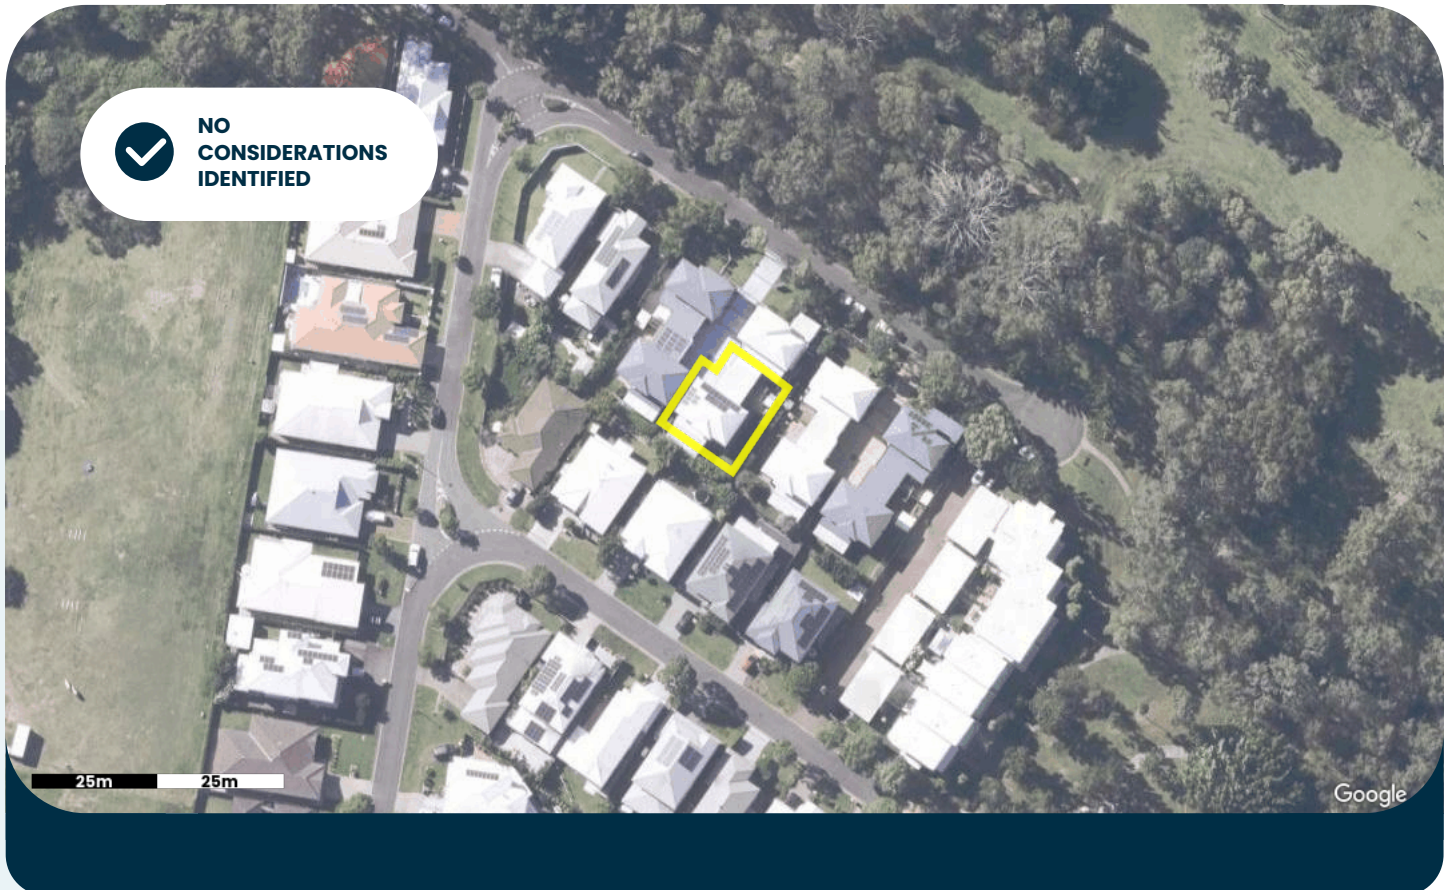 NO
CONSIDERATIONS
IDENTIFIED
25m 25m
Google